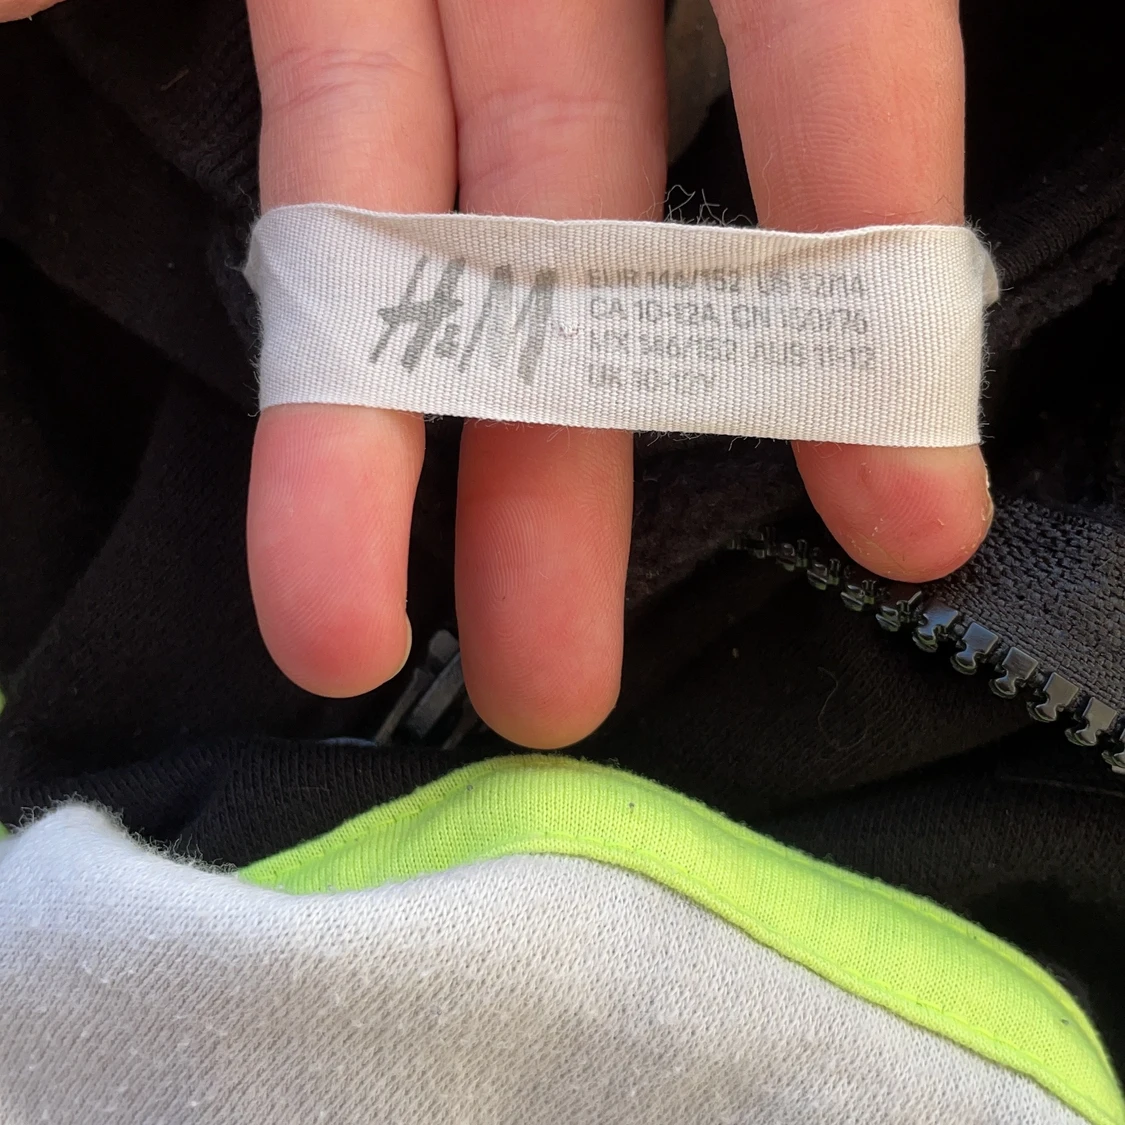 H&M
EUR 146/152 US 12/14
CA 10-12A CN 150/76
MX 146/152 AUS 11-12
UK 10-12Y